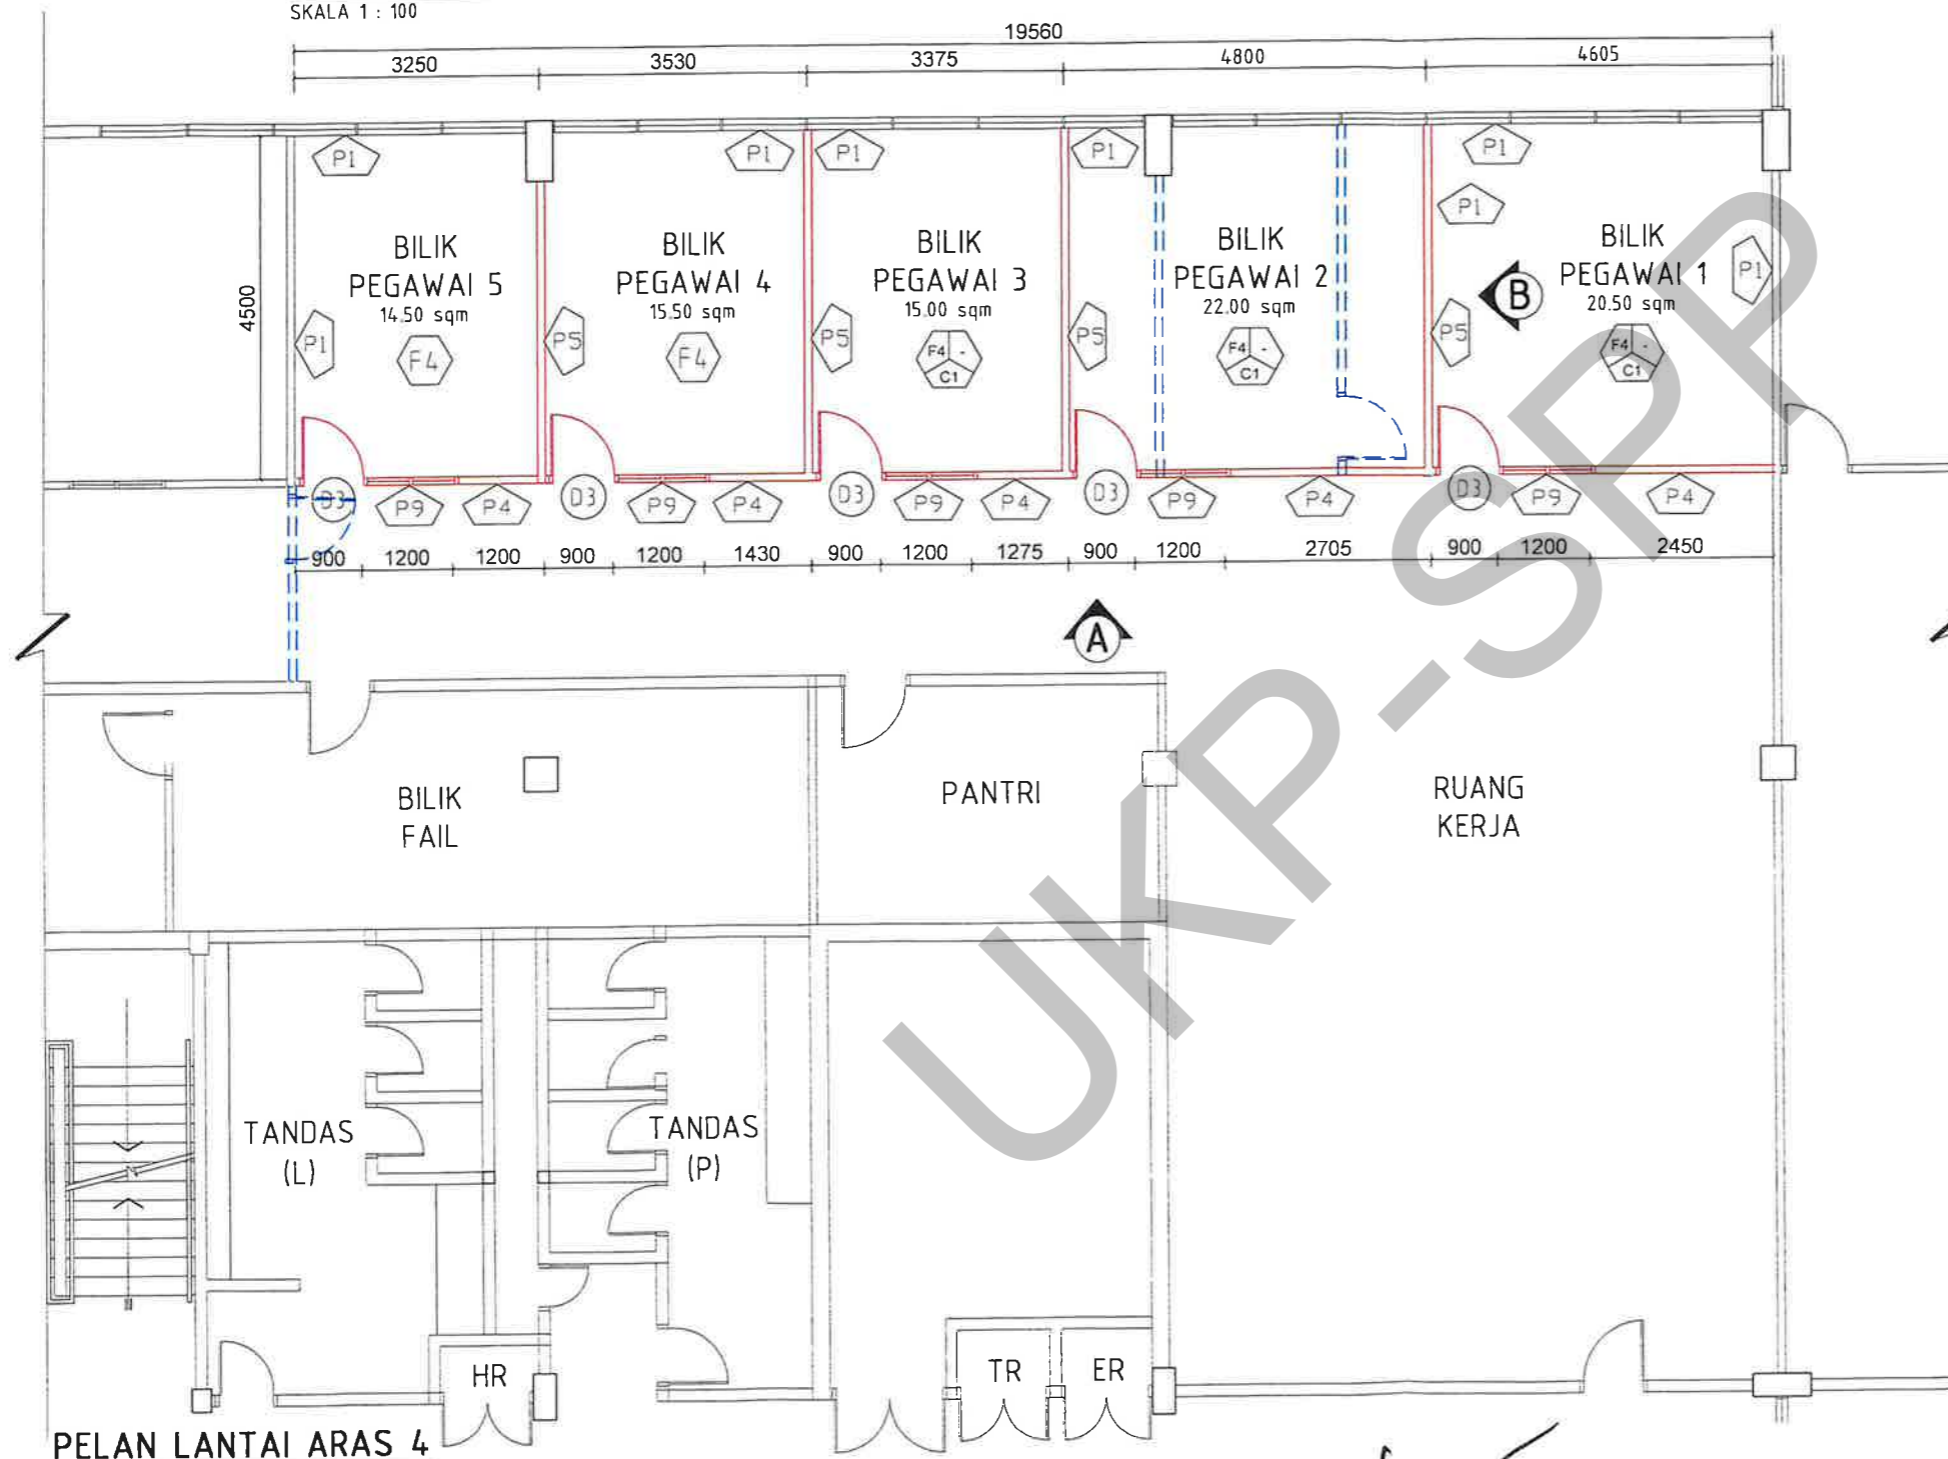 SKALA 1 : 100
19560
3250 3530 3375 4800 4605
P1 P1 P1 P1 P1
P1
BILIK
PEGAWAI 5
14.50 sqm
F4
P1
4500
BILIK
PEGAWAI 4
15.50 sqm
F4
P5
BILIK
PEGAWAI 3
15.00 sqm
F4 -
C1
P5
BILIK
PEGAWAI 2
22.00 sqm
F4 -
C1
P5
BILIK
PEGAWAI 1
20.50 sqm
F4 -
C1
P5
B
P1
D3 P9 P4 D3 P9 P4 D3 P9 P4 D3 P9 P4 D3 P9 P4
900 1200 1200 900 1200 1430 900 1200 1275 900 1200 2705 900 1200 2450
A
BILIK
FAIL
PANTRI
RUANG
KERJA
TANDAS
(L)
TANDAS
(P)
HR
TR
ER
PELAN LANTAI ARAS 4
UKP-SPP